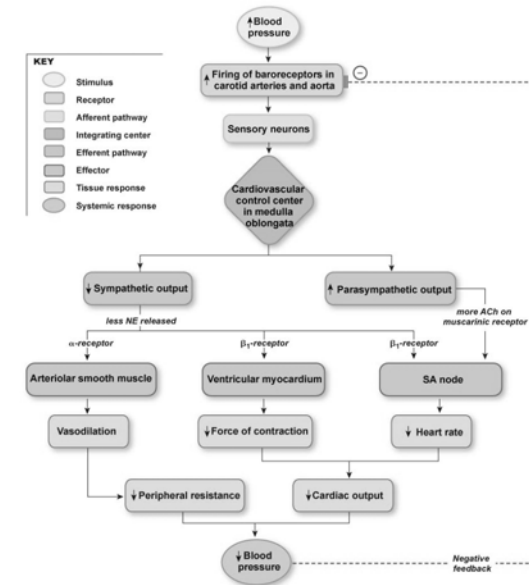 ↑Blood
pressure
KEY
Stimulus
Receptor
Afferent pathway
Integrating center
Efferent pathway
Effector
Tissue response
Systemic response
↑ Firing of baroreceptors in
carotid arteries and aorta
−
Sensory neurons
Cardiovascular
control center
in medulla
oblongata
↓ Sympathetic output
↑ Parasympathetic output
less NE released
more ACh on
muscarinic receptor
α-receptor
β1-receptor
β1-receptor
Arteriolar smooth muscle
Ventricular myocardium
SA node
Vasodilation
↓ Force of contraction
↓ Heart rate
↓ Peripheral resistance
↓ Cardiac output
↓ Blood
pressure
Negative
feedback